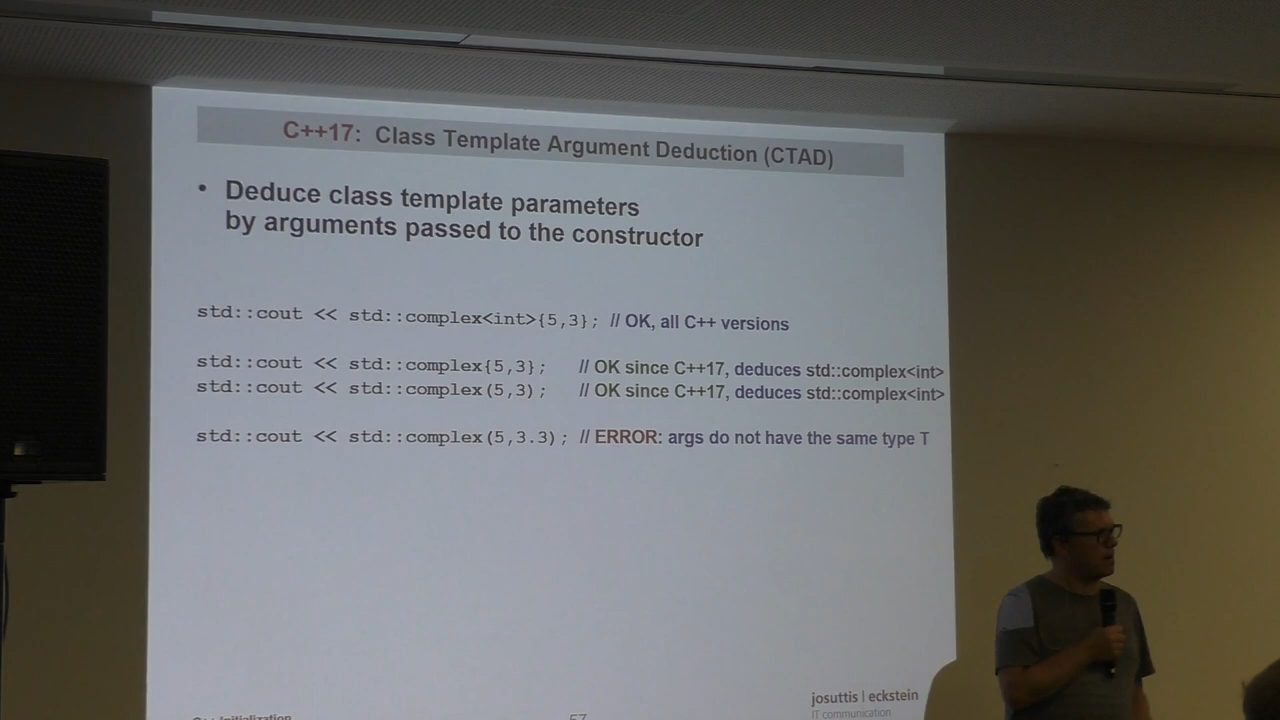 C++17: Class Template Argument Deduction (CTAD)
• Deduce class template parameters
by arguments passed to the constructor
std::cout << std::complex<int>{5,3}; // OK, all C++ versions
std::cout << std::complex{5,3}; // OK since C++17, deduces std::complex<int>
std::cout << std::complex(5,3); // OK since C++17, deduces std::complex<int>
std::cout << std::complex(5,3.3); // ERROR: args do not have the same type T
josuttis | eckstein
C++ Initialization 57 IT communication